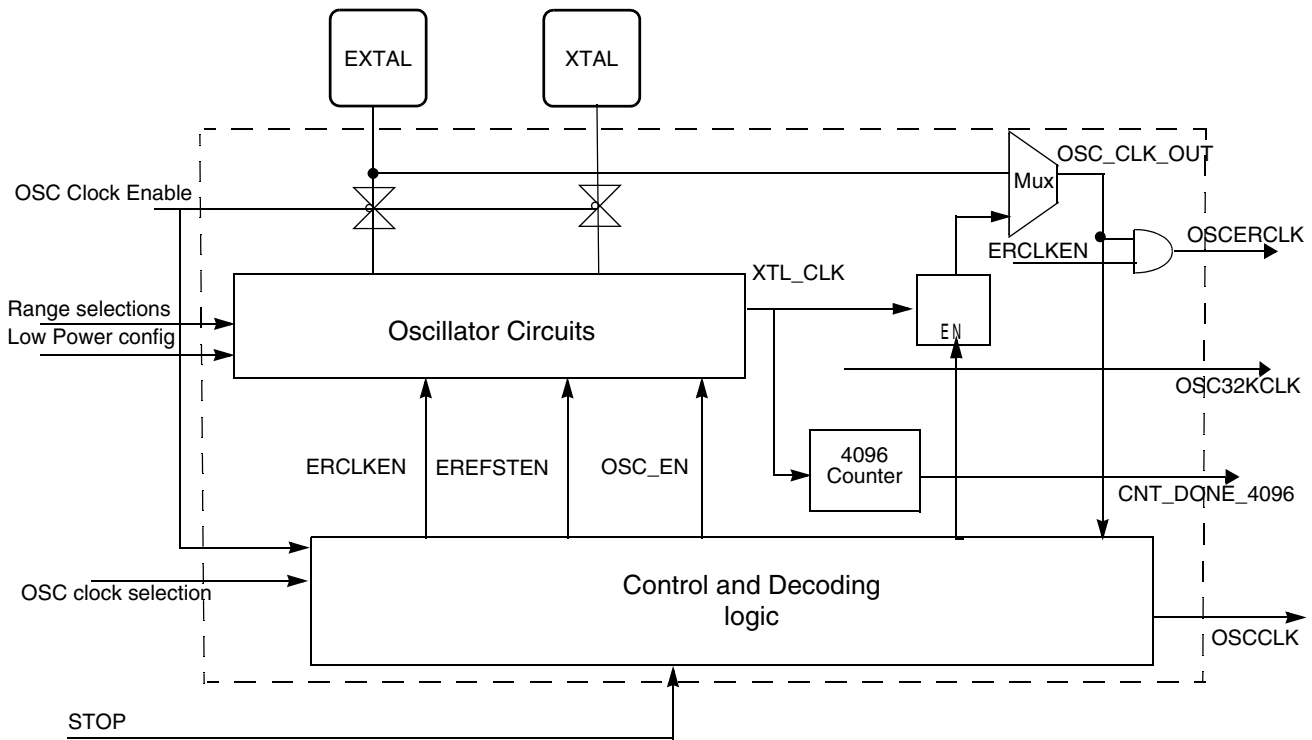 EXTAL
XTAL
OSC_CLK_OUT
Mux
OSC Clock Enable
OSCERCLK
ERCLKEN
XTL_CLK
Range selections
Low Power config
Oscillator Circuits
EN
OSC32KCLK
4096
Counter
ERCLKEN
EREFSTEN
OSC_EN
CNT_DONE_4096
Control and Decoding
logic
OSC clock selection
OSCCLK
STOP